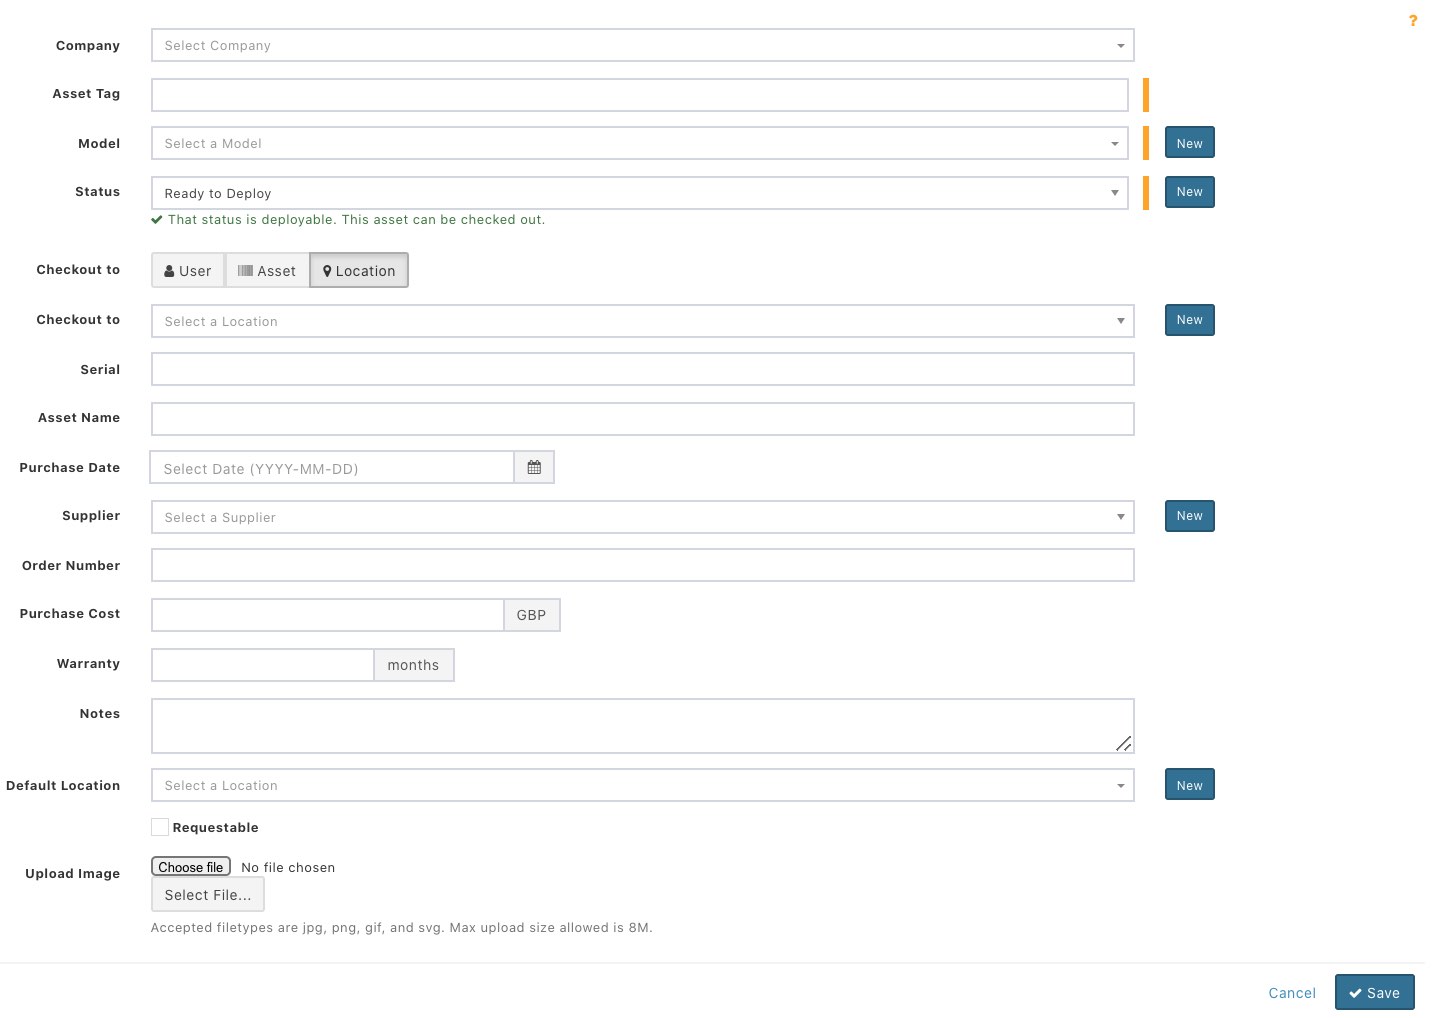 ?
Company Select Company
Asset Tag
Model Select a Model New
Status Ready to Deploy New
That status is deployable. This asset can be checked out.
Checkout to User Asset Location
Checkout to Select a Location New
Serial
Asset Name
Purchase Date Select Date (YYYY-MM-DD)
Supplier Select a Supplier New
Order Number
Purchase Cost GBP
Warranty months
Notes
Default Location Select a Location New
Requestable
Upload Image Choose file No file chosen
Select File...
Accepted filetypes are jpg, png, gif, and svg. Max upload size allowed is 8M.
Cancel Save